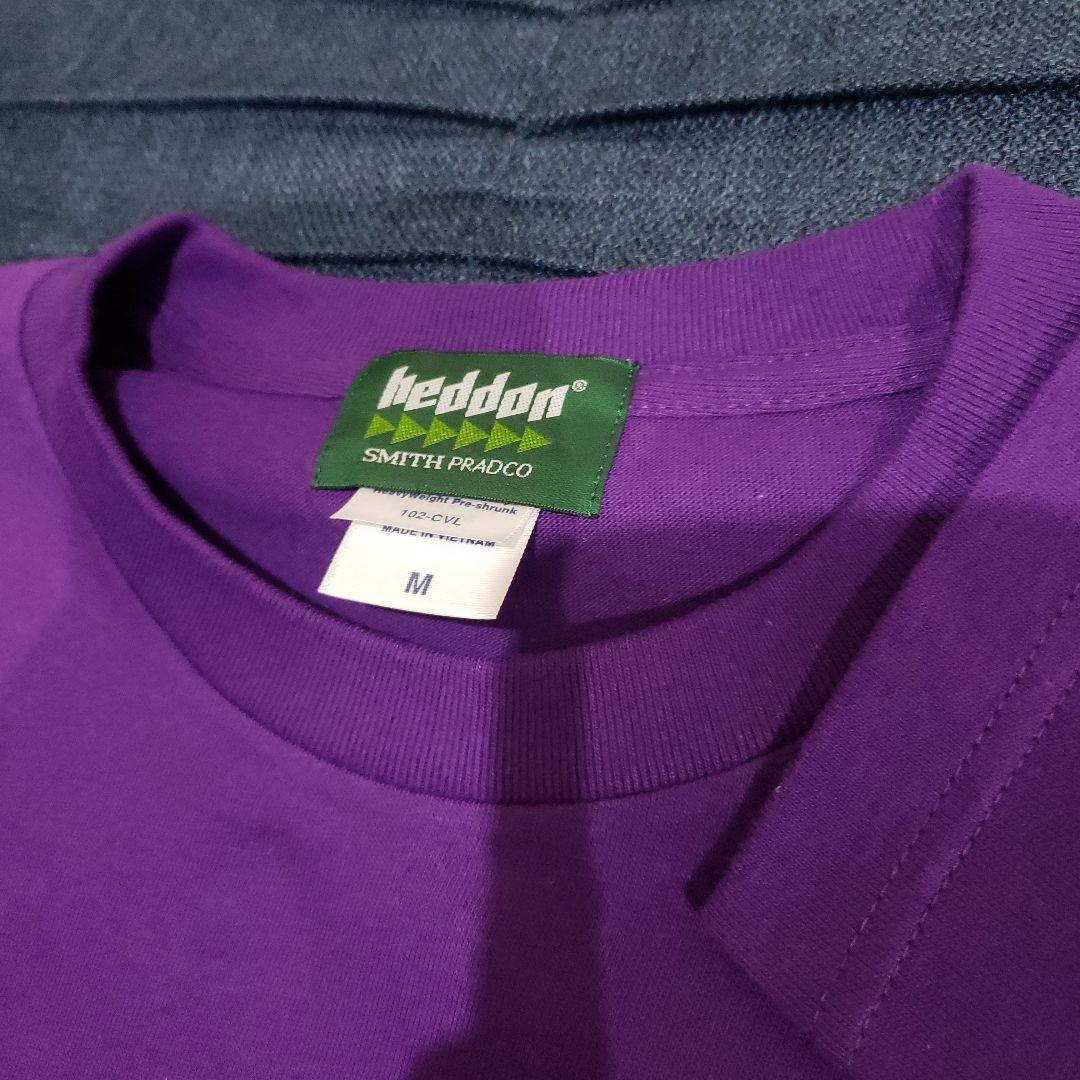 heddon®
SMITH PRADCO
HeavyWeight Pre-shrunk
102-CVL
MADE IN VIETNAM
M